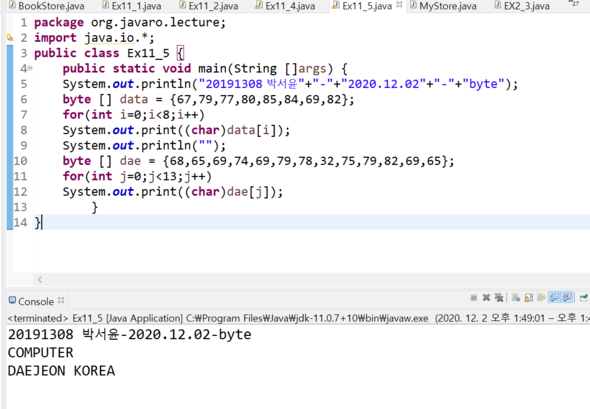 BookStore.java Ex11_1.java Ex11_2.java Ex11_4.java Ex11_5.java MyStore.java EX2_3.java »27
1 package org.javaro.lecture;
2 import java.io.*;
3 public class Ex11_5 {
4 public static void main(String []args) {
5 System.out.println("20191308 박서윤"+"-"+"2020.12.02"+"-"+"byte");
6 byte [] data = {67,79,77,80,85,84,69,82};
7 for(int i=0;i<8;i++)
8 System.out.print((char)data[i]);
9 System.out.println("");
10 byte [] dae = {68,65,69,74,69,79,78,32,75,79,82,69,65};
11 for(int j=0;j<13;j++)
12 System.out.print((char)dae[j]);
13 }
14 }
Console
<terminated> Ex11_5 [Java Application] C:₩Program Files₩Java₩jdk-11.0.7+10₩bin₩javaw.exe (2020. 12. 2 오후 1:49:01 – 오후
20191308 박서윤-2020.12.02-byte
COMPUTER
DAEJEON KOREA